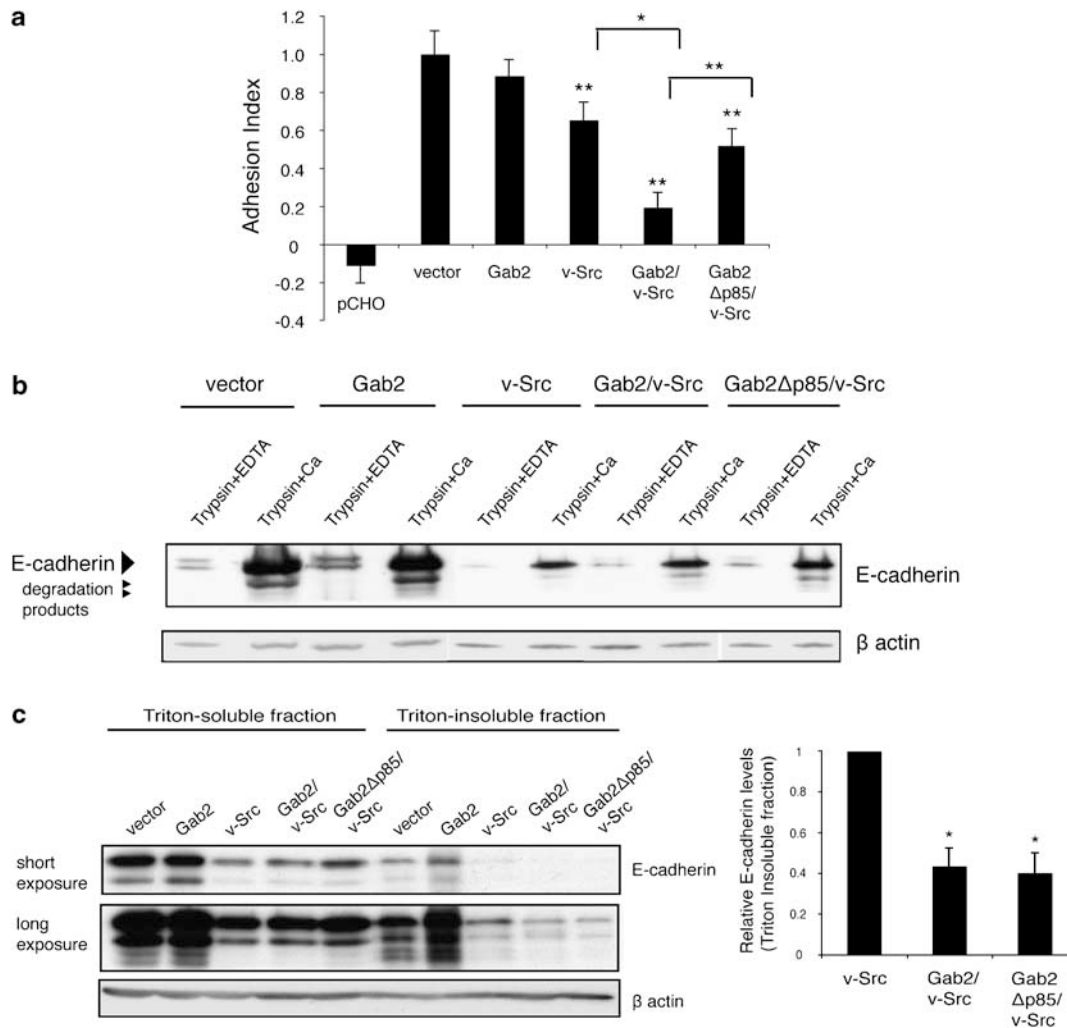 a
1.2
1.0
0.8
0.6
0.4
0.2
0
-0.2
-0.4
Adhesion Index
*
**
**
**
**
pCHO
vector
Gab2
v-Src
Gab2/
v-Src
Gab2
Δp85/
v-Src
b
vector
Gab2
v-Src
Gab2/v-Src
Gab2Δp85/v-Src
Trypsin+EDTA
Trypsin+Ca
Trypsin+EDTA
Trypsin+Ca
Trypsin+EDTA
Trypsin+Ca
Trypsin+EDTA
Trypsin+Ca
Trypsin+EDTA
Trypsin+Ca
E-cadherin
degradation
products
E-cadherin
β actin
c
Triton-soluble fraction
Triton-insoluble fraction
vector
Gab2
v-Src
Gab2/
v-Src
Gab2Δp85/
v-Src
vector
Gab2
v-Src
Gab2/
v-Src
Gab2Δp85/
v-Src
short
exposure
E-cadherin
long
exposure
β actin
Relative E-cadherin levels
(Triton Insoluble fraction)
1
0.8
0.6
0.4
0.2
0
*
*
v-Src
Gab2/
v-Src
Gab2
Δp85/
v-Src